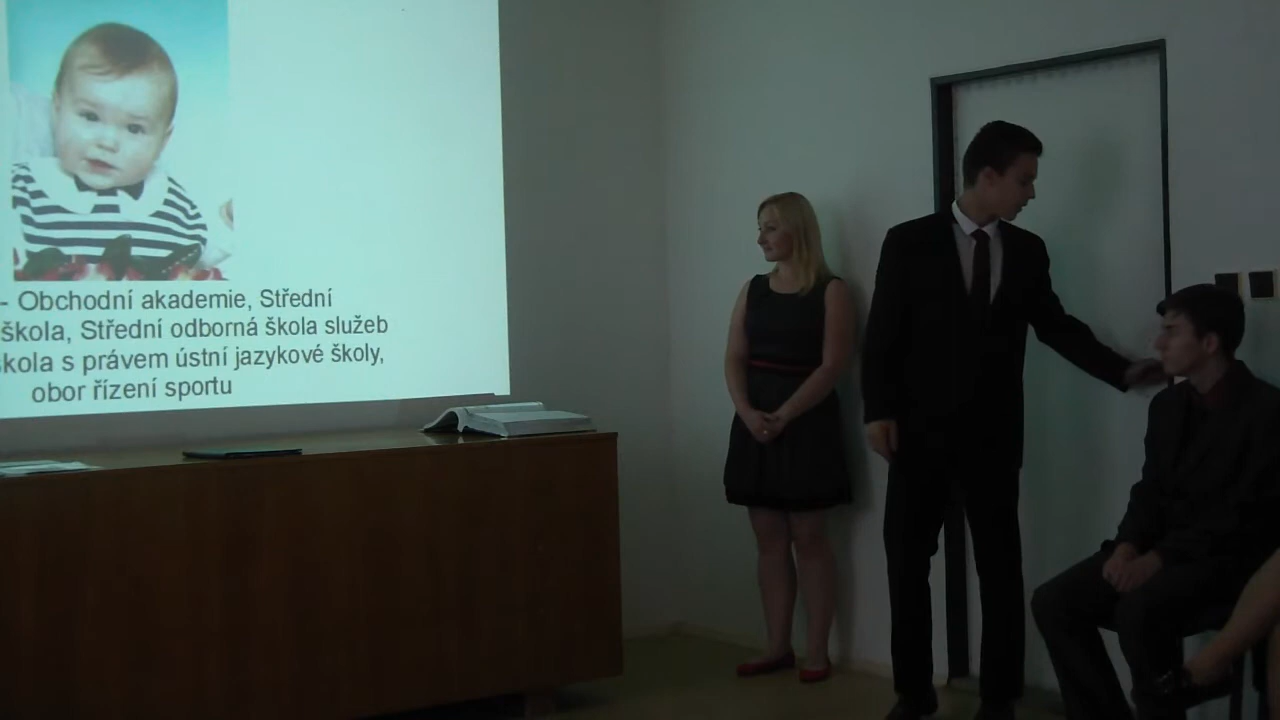 - Obchodní akademie, Střední
škola, Střední odborná škola služeb
škola s právem ústní jazykové školy,
obor řízení sportu